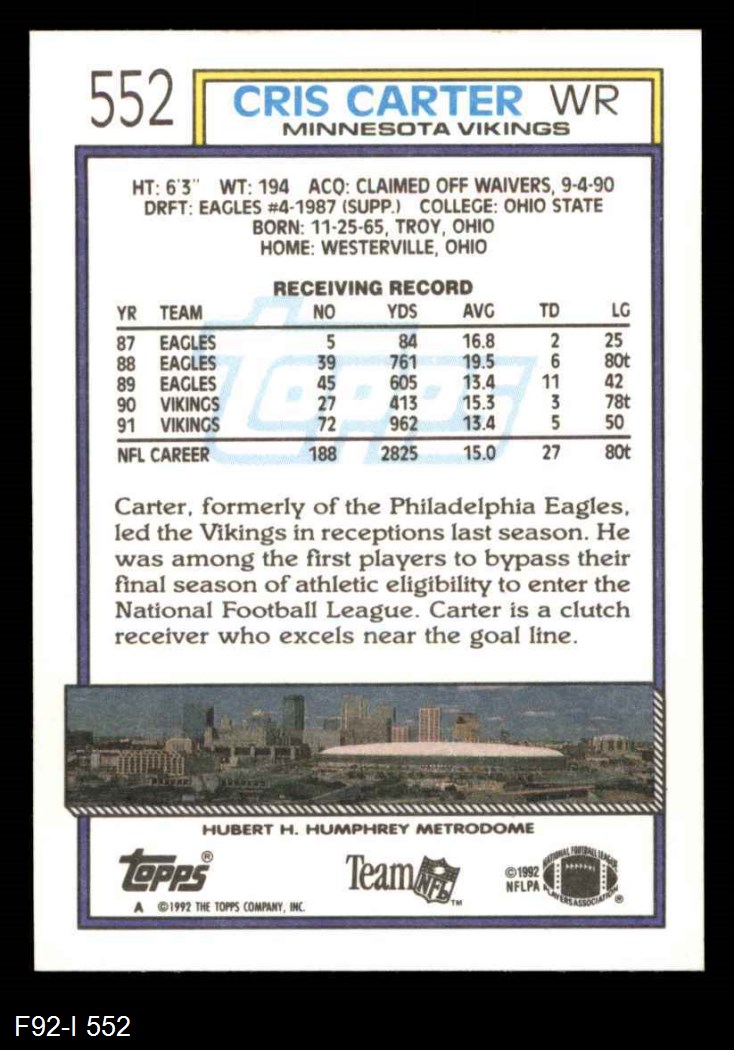 552
CRIS CARTER WR
MINNESOTA VIKINGS
HT: 6'3" WT: 194 ACQ: CLAIMED OFF WAIVERS, 9-4-90
DRFT: EAGLES #4-1987 (SUPP.) COLLEGE: OHIO STATE
BORN: 11-25-65, TROY, OHIO
HOME: WESTERVILLE, OHIO
RECEIVING RECORD
YR TEAM NO YDS AVG TD LG
87 EAGLES 5 84 16.8 2 25
88 EAGLES 39 761 19.5 6 80t
89 EAGLES 45 605 13.4 11 42
90 VIKINGS 27 413 15.3 3 78t
91 VIKINGS 72 962 13.4 5 50
NFL CAREER 188 2825 15.0 27 80t
topps
Carter, formerly of the Philadelphia Eagles,
led the Vikings in receptions last season. He
was among the first players to bypass their
final season of athletic eligibility to enter the
National Football League. Carter is a clutch
receiver who excels near the goal line.
HUBERT H. HUMPHREY METRODOME
topps®
A ©1992 THE TOPPS COMPANY, INC.
Team NFL™
©1992
NFLPA
NATIONAL FOOTBALL LEAGUE
PLAYERS ASSOCIATION®
F92-I 552